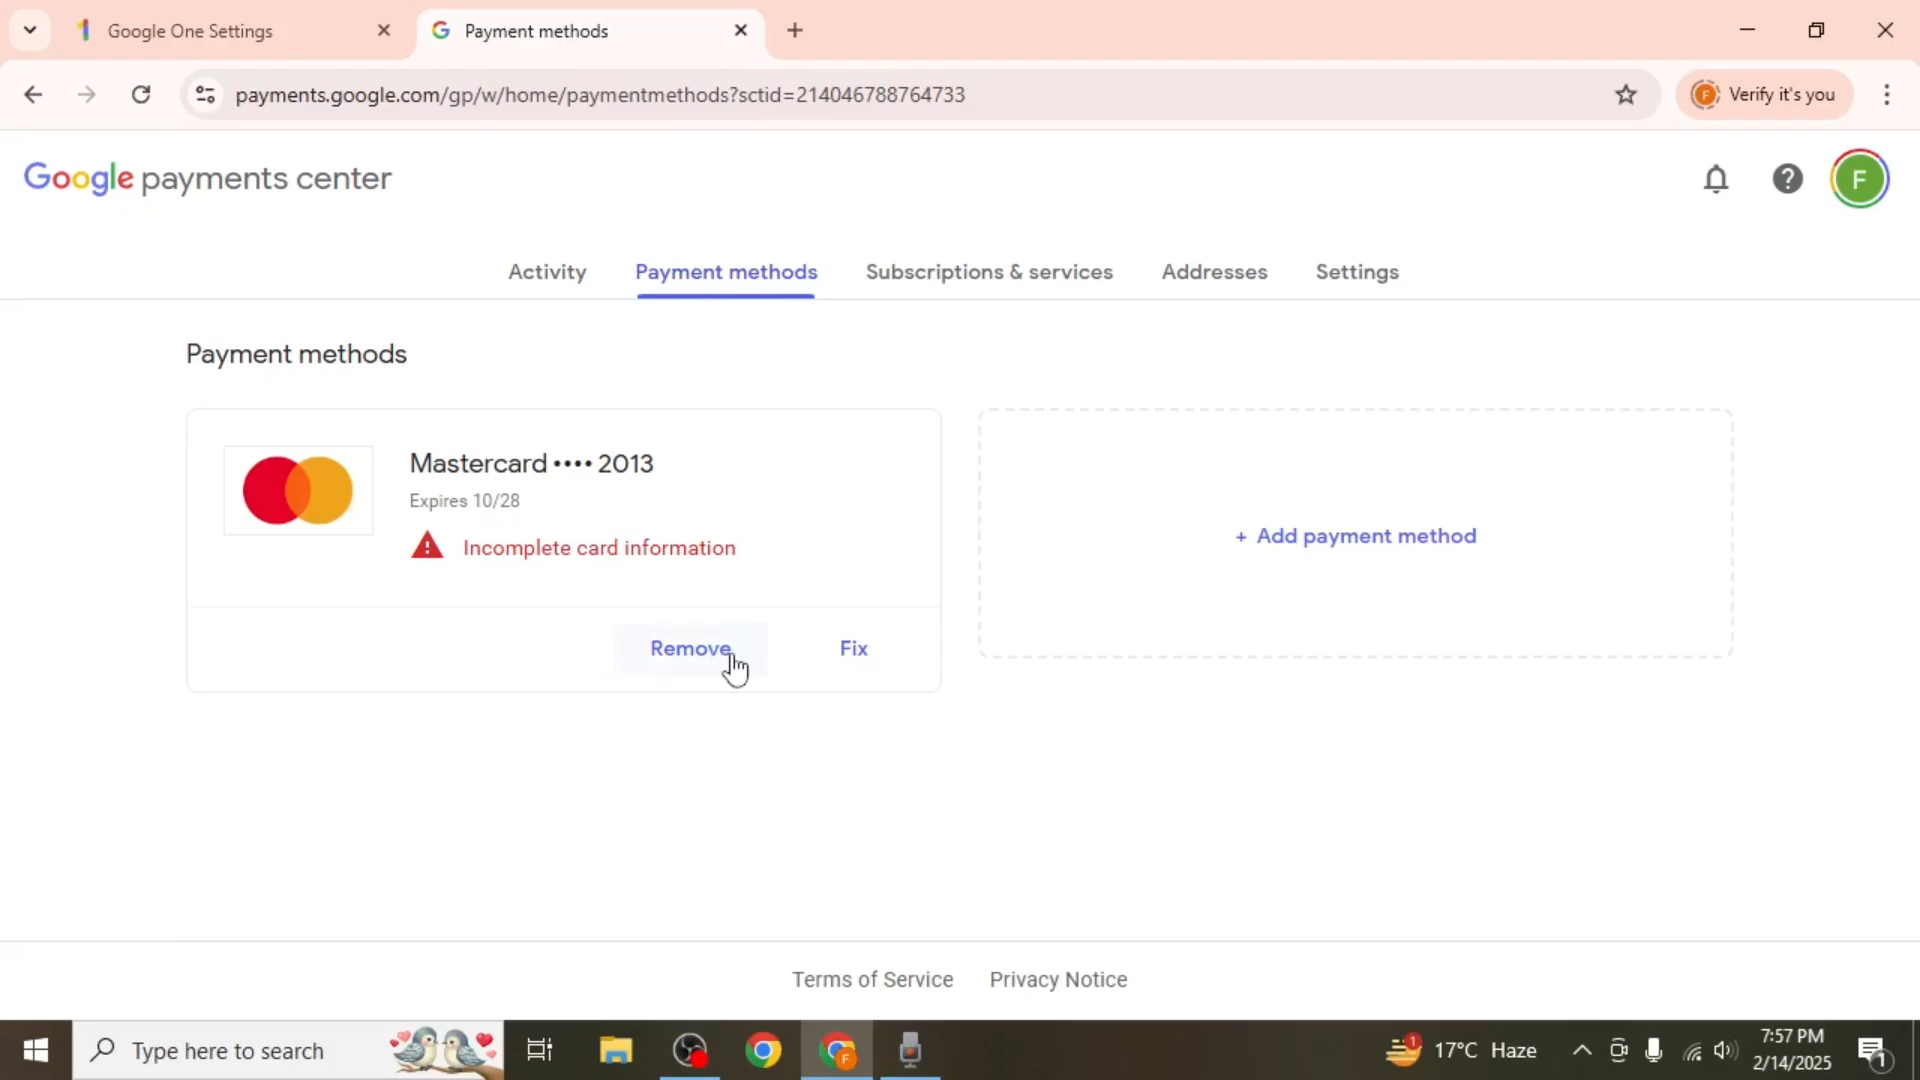 Google One Settings
Payment methods
payments.google.com/gp/w/home/paymentmethods?sctid=214046788764733
F
Verify it's you
Google payments center
F
Activity
Payment methods
Subscriptions & services
Addresses
Settings
Payment methods
Mastercard •••• 2013
Expires 10/28
Incomplete card information
Remove
Fix
+ Add payment method
Terms of Service
Privacy Notice
Type here to search
F
1
17°C Haze
7:57 PM
2/14/2025
1